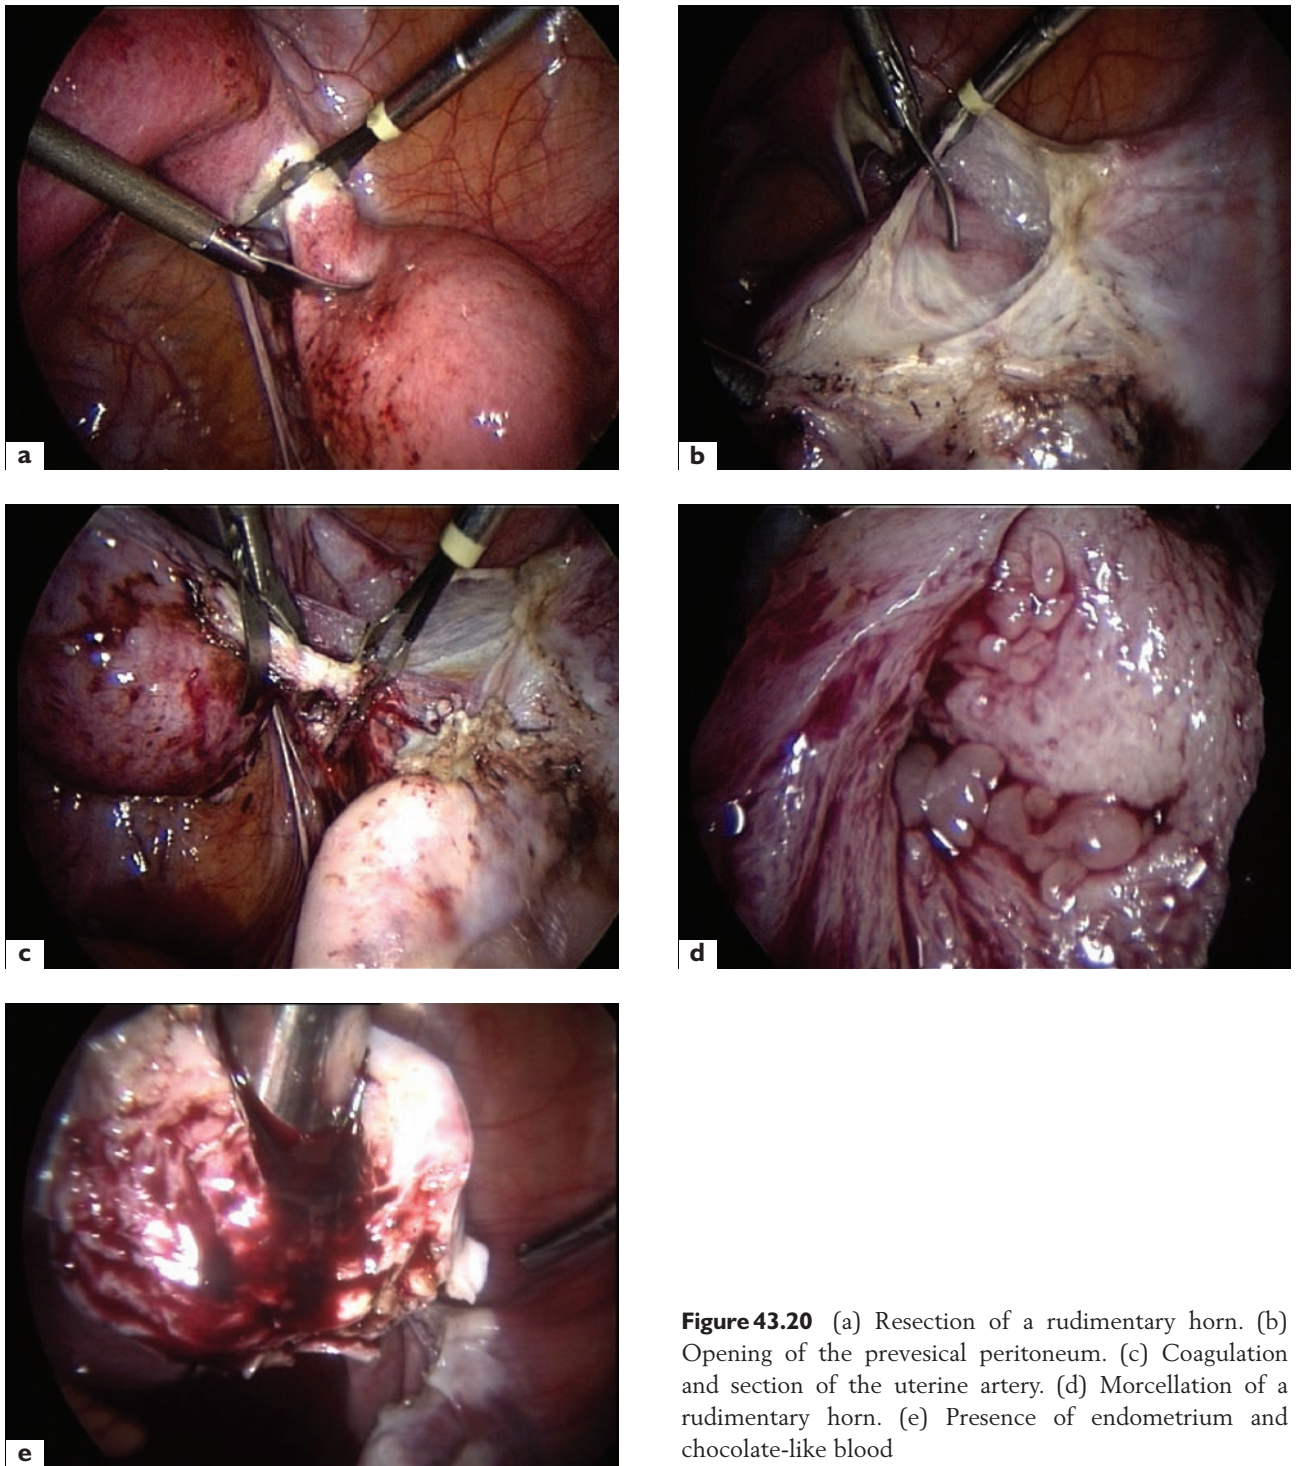 a
b
c
d
e
Figure 43.20 (a) Resection of a rudimentary horn. (b)
Opening of the prevesical peritoneum. (c) Coagulation
and section of the uterine artery. (d) Morcellation of a
rudimentary horn. (e) Presence of endometrium and
chocolate-like blood